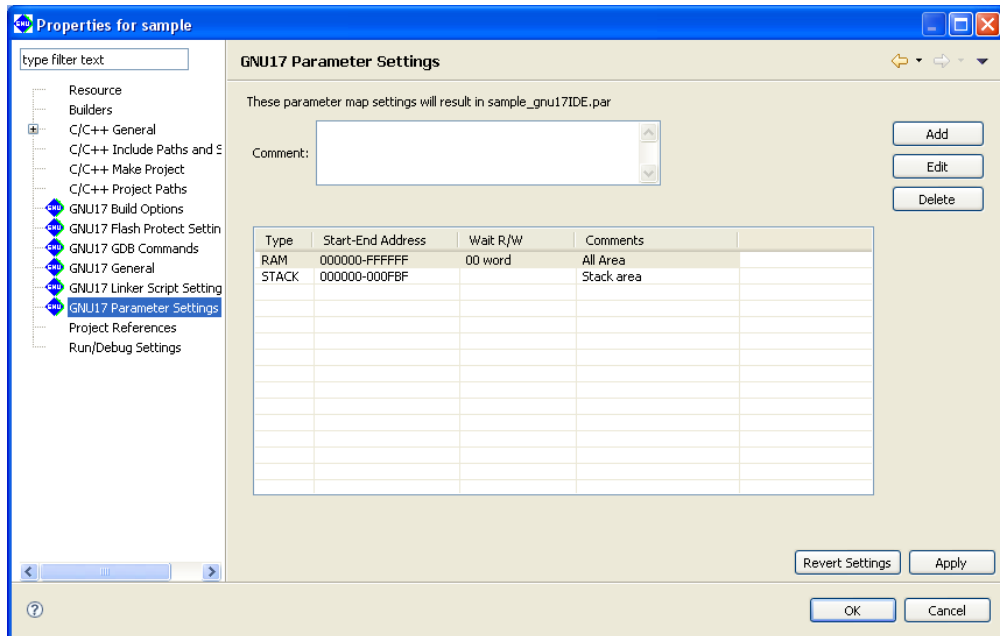 Properties for sample
type filter text
Resource
Builders
C/C++ General
C/C++ Include Paths and S
C/C++ Make Project
C/C++ Project Paths
GNU17 Build Options
GNU17 Flash Protect Settin
GNU17 GDB Commands
GNU17 General
GNU17 Linker Script Setting
GNU17 Parameter Settings
Project References
Run/Debug Settings
GNU17 Parameter Settings
These parameter map settings will result in sample_gnu17IDE.par
Comment:
Add
Edit
Delete
Type Start-End Address Wait R/W Comments
RAM 000000-FFFFFF 00 word All Area
STACK 000000-000FBF Stack area
Revert Settings Apply
OK Cancel